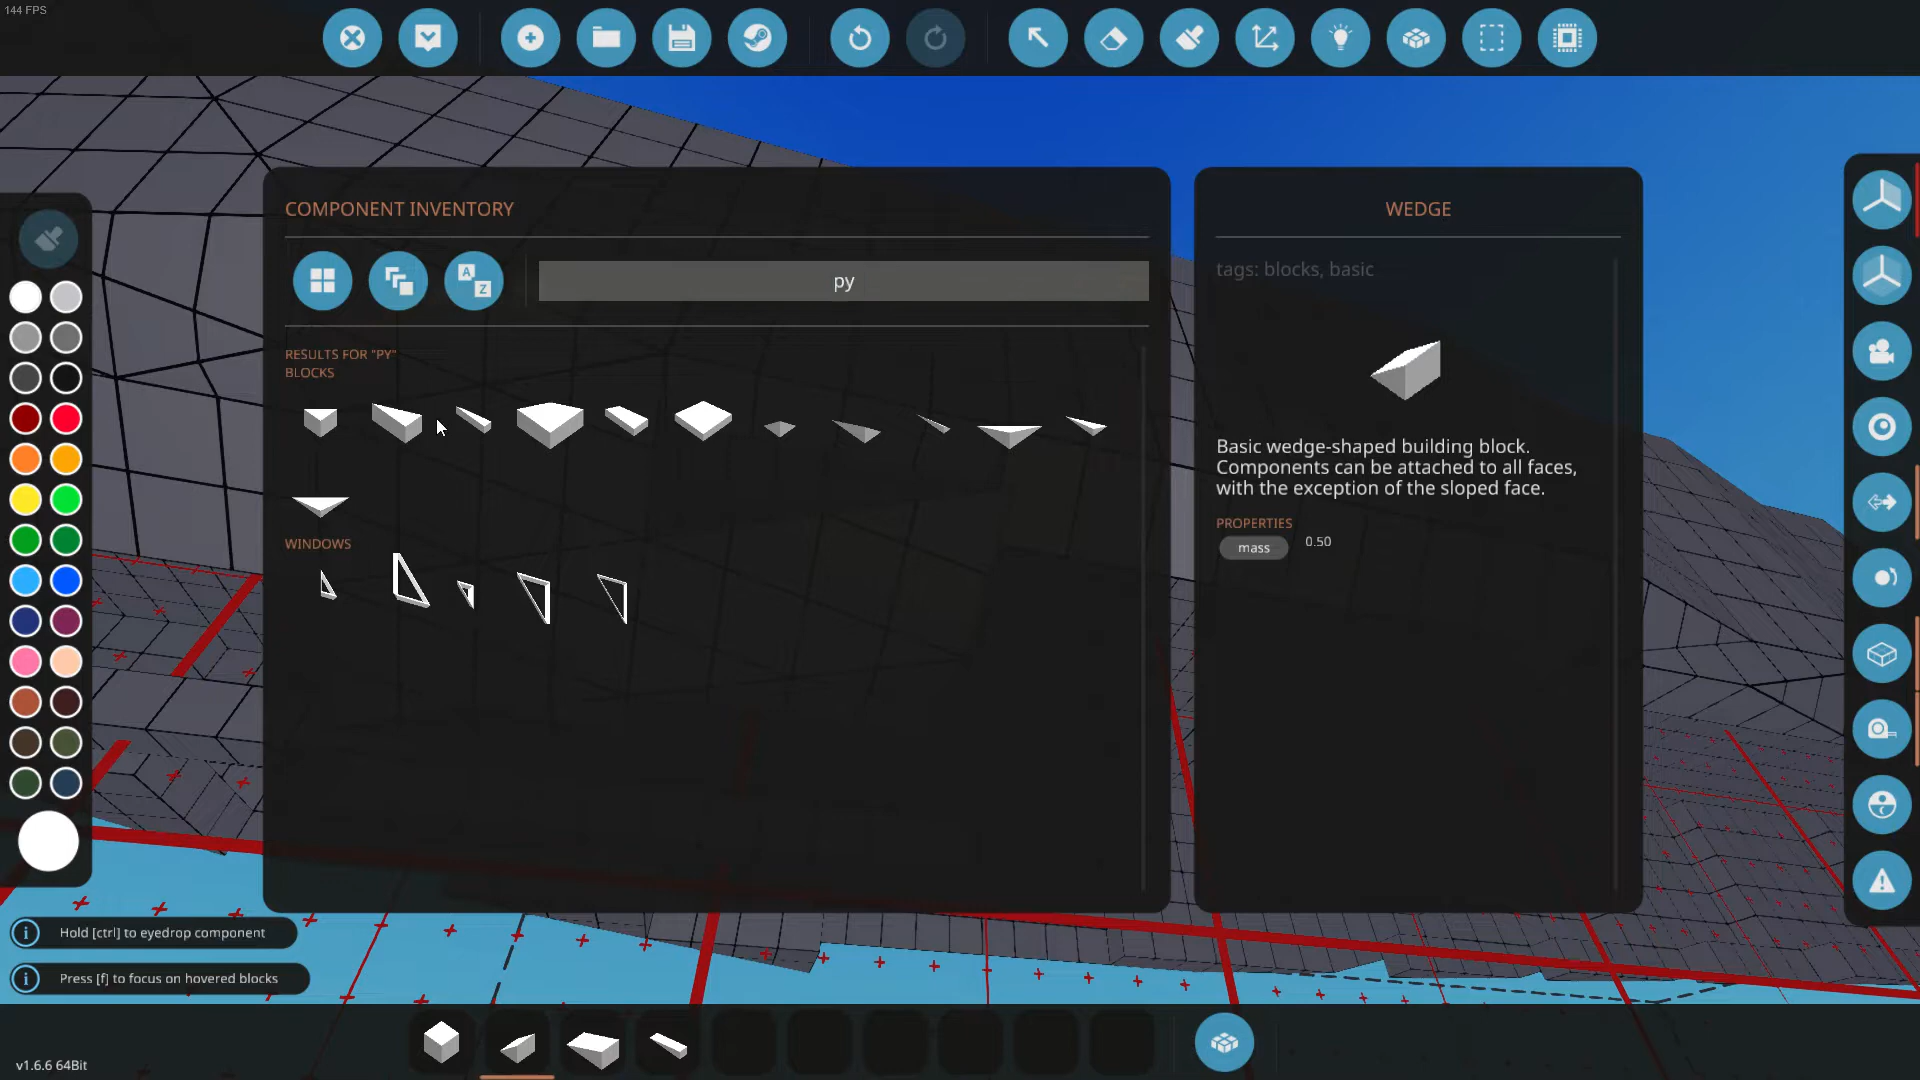 144 FPS
COMPONENT INVENTORY
A
Z
py
RESULTS FOR "PY"
BLOCKS
WINDOWS
WEDGE
tags: blocks, basic
Basic wedge-shaped building block.
Components can be attached to all faces,
with the exception of the sloped face.
PROPERTIES
mass 0.50
Hold [ctrl] to eyedrop component
Press [f] to focus on hovered blocks
v1.6.6 64Bit